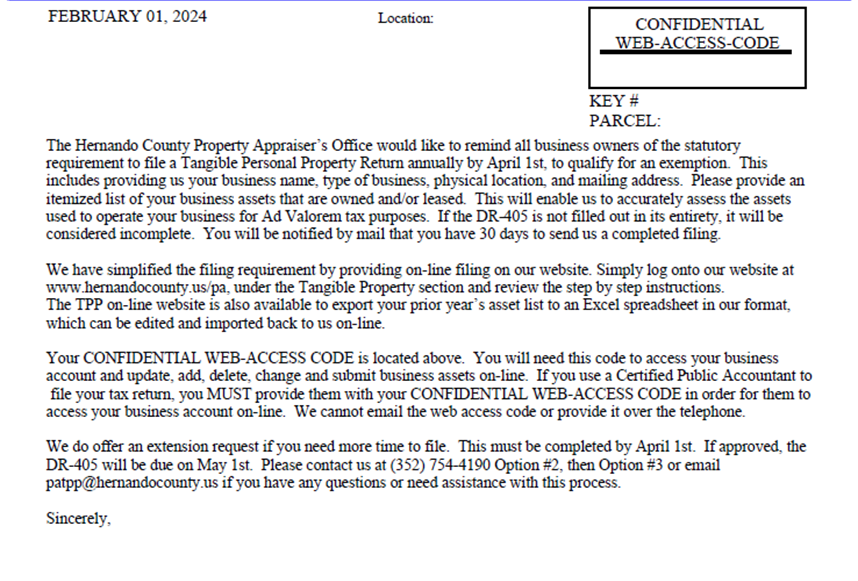 FEBRUARY 01, 2024
Location:
CONFIDENTIAL
WEB-ACCESS-CODE
KEY #
PARCEL:
The Hernando County Property Appraiser's Office would like to remind all business owners of the statutory
requirement to file a Tangible Personal Property Return annually by April 1st, to qualify for an exemption.  This
includes providing us your business name, type of business, physical location, and mailing address.  Please provide an
itemized list of your business assets that are owned and/or leased.  This will enable us to accurately assess the assets
used to operate your business for Ad Valorem tax purposes.  If the DR-405 is not filled out in its entirety, it will be
considered incomplete.  You will be notified by mail that you have 30 days to send us a completed filing.
We have simplified the filing requirement by providing on-line filing on our website. Simply log onto our website at
www.hernandocounty.us/pa, under the Tangible Property section and review the step by step instructions.
The TPP on-line website is also available to export your prior year's asset list to an Excel spreadsheet in our format,
which can be edited and imported back to us on-line.
Your CONFIDENTIAL WEB-ACCESS CODE is located above.  You will need this code to access your business
account and update, add, delete, change and submit business assets on-line.  If you use a Certified Public Accountant to
file your tax return, you MUST provide them with your CONFIDENTIAL WEB-ACCESS CODE in order for them to
access your business account on-line.  We cannot email the web access code or provide it over the telephone.
We do offer an extension request if you need more time to file.  This must be completed by April 1st.  If approved, the
DR-405 will be due on May 1st.  Please contact us at (352) 754-4190 Option #2, then Option #3 or email
patpp@hernandocounty.us if you have any questions or need assistance with this process.
Sincerely,